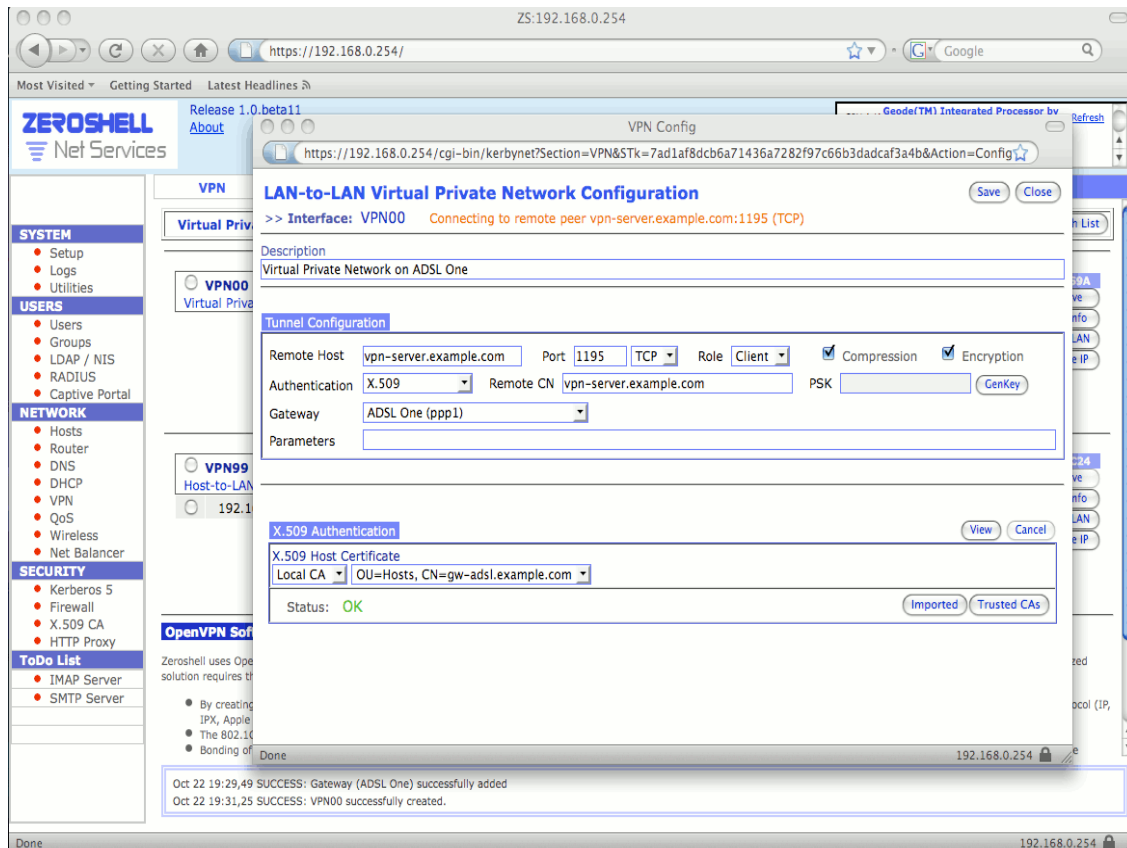 ZS:192.168.0.254
https://192.168.0.254/
Google
Most Visited Getting Started Latest Headlines
ZEROSHELL
Net Services
Release 1.0.beta11
About
Geode(TM) Integrated Processor by
Refresh
VPN
Virtual Priv
h List
SYSTEM
Setup
Logs
Utilities
USERS
Users
Groups
LDAP / NIS
RADIUS
Captive Portal
NETWORK
Hosts
Router
DNS
DHCP
VPN
QoS
Wireless
Net Balancer
SECURITY
Kerberos 5
Firewall
X.509 CA
HTTP Proxy
ToDo List
IMAP Server
SMTP Server
VPN00
Virtual Priva
VPN99
Host-to-LAN
192.1
VPN Config
https://192.168.0.254/cgi-bin/kerbynet?Section=VPN&STk=7ad1af8dcb6a71436a7282f97c66b3dadcaf3a4b&Action=Config
LAN-to-LAN Virtual Private Network Configuration
Save Close
>> Interface: VPN00 Connecting to remote peer vpn-server.example.com:1195 (TCP)
Description
Virtual Private Network on ADSL One
Tunnel Configuration
Remote Host vpn-server.example.com Port 1195 TCP Role Client Compression Encryption
Authentication X.509 Remote CN vpn-server.example.com PSK GenKey
Gateway ADSL One (ppp1)
Parameters
X.509 Authentication View Cancel
X.509 Host Certificate
Local CA OU=Hosts, CN=gw-adsl.example.com
Status: OK Imported Trusted CAs
Done 192.168.0.254
OpenVPN Sof
Zeroshell uses Ope
zed
solution requires th
By creating
ocol (IP,
IPX, Apple
The 802.1
Bonding of
Oct 22 19:29,49 SUCCESS: Gateway (ADSL One) successfully added
Oct 22 19:31,25 SUCCESS: VPN00 successfully created.
Done 192.168.0.254